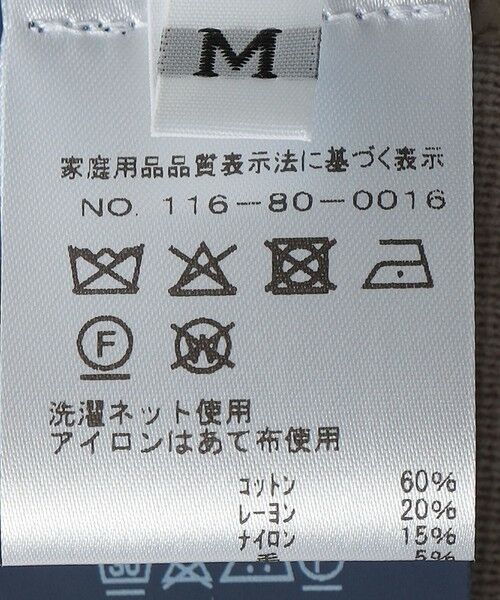 M
家庭用品品質表示法に基づく表示
NO. 116-80-0016
F
W
洗濯ネット使用
アイロンはあて布使用
コットン 60%
レーヨン 20%
ナイロン 15%
5%